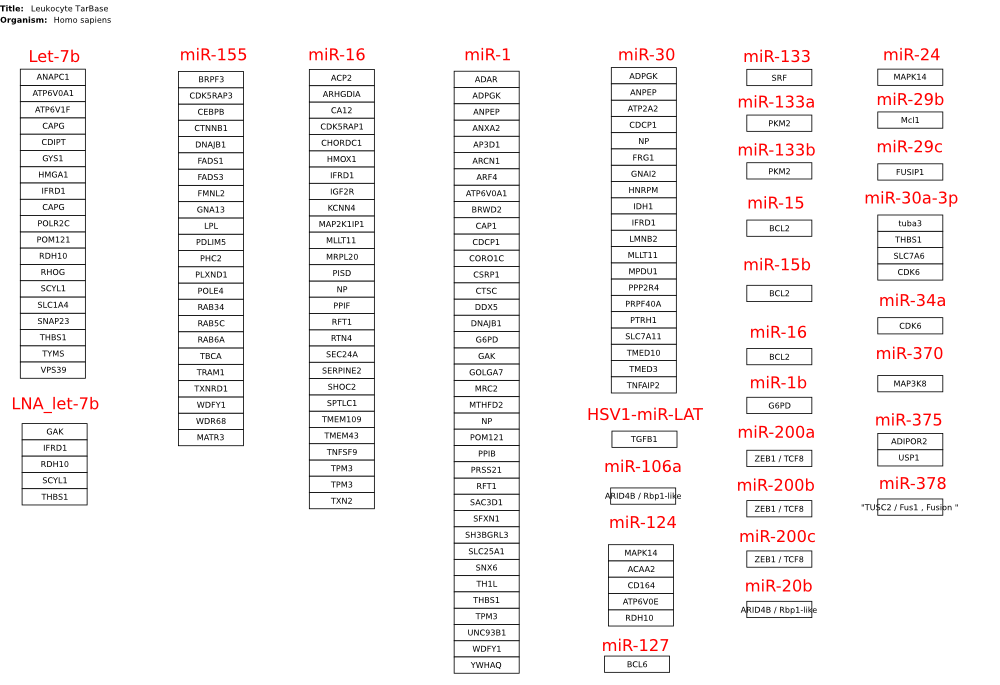 Title: Leukocyte TarBase
Organism: Homo sapiens
Let-7b
ANAPC1
ATP6V0A1
ATP6V1F
CAPG
CDIPT
GYS1
HMGA1
IFRD1
CAPG
POLR2C
POM121
RDH10
RHOG
SCYL1
SLC1A4
SNAP23
THBS1
TYMS
VPS39
LNA_let-7b
GAK
IFRD1
RDH10
SCYL1
THBS1
miR-155
BRPF3
CDK5RAP3
CEBPB
CTNNB1
DNAJB1
FADS1
FADS3
FMNL2
GNA13
LPL
PDLIM5
PHC2
PLXND1
POLE4
RAB34
RAB5C
RAB6A
TBCA
TRAM1
TXNRD1
WDFY1
WDR68
MATR3
miR-16
ACP2
ARHGDIA
CA12
CDK5RAP1
CHORDC1
HMOX1
IFRD1
IGF2R
KCNN4
MAP2K1IP1
MLLT11
MRPL20
PISD
NP
PPIF
RFT1
RTN4
SEC24A
SERPINE2
SHOC2
SPTLC1
TMEM109
TMEM43
TNFSF9
TPM3
TPM3
TXN2
miR-1
ADAR
ADPGK
ANPEP
ANXA2
AP3D1
ARCN1
ARF4
ATP6V0A1
BRWD2
CAP1
CDCP1
CORO1C
CSRP1
CTSC
DDX5
DNAJB1
G6PD
GAK
GOLGA7
MRC2
MTHFD2
NP
POM121
PPIB
PRSS21
RFT1
SAC3D1
SFXN1
SH3BGRL3
SLC25A1
SNX6
TH1L
THBS1
TPM3
UNC93B1
WDFY1
YWHAQ
miR-30
ADPGK
ANPEP
ATP2A2
CDCP1
NP
FRG1
GNAI2
HNRPM
IDH1
IFRD1
LMNB2
MLLT11
MPDU1
PPP2R4
PRPF40A
PTRH1
SLC7A11
TMED10
TMED3
TNFAIP2
HSV1-miR-LAT
TGFB1
miR-106a
ARID4B / Rbp1-like
miR-124
MAPK14
ACAA2
CD164
ATP6V0E
RDH10
miR-127
BCL6
miR-133
SRF
miR-133a
PKM2
miR-133b
PKM2
miR-15
BCL2
miR-15b
BCL2
miR-16
BCL2
miR-1b
G6PD
miR-200a
ZEB1 / TCF8
miR-200b
ZEB1 / TCF8
miR-200c
ZEB1 / TCF8
miR-20b
ARID4B / Rbp1-like
miR-24
MAPK14
miR-29b
Mcl1
miR-29c
FUSIP1
miR-30a-3p
tuba3
THBS1
SLC7A6
CDK6
miR-34a
CDK6
miR-370
MAP3K8
miR-375
ADIPOR2
USP1
miR-378
"TUSC2 / Fus1 , Fusion "